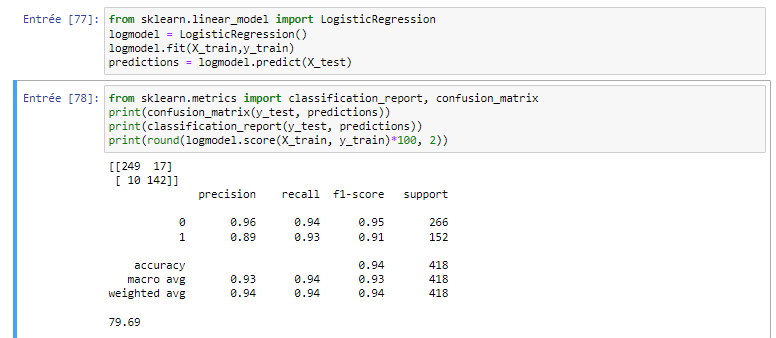 Entrée [77]: from sklearn.linear_model import LogisticRegression
logmodel = LogisticRegression()
logmodel.fit(X_train,y_train)
predictions = logmodel.predict(X_test)
Entrée [78]: from sklearn.metrics import classification_report, confusion_matrix
print(confusion_matrix(y_test, predictions))
print(classification_report(y_test, predictions))
print(round(logmodel.score(X_train, y_train)*100, 2))
[[249  17]
 [ 10 142]]
              precision    recall  f1-score   support

           0       0.96      0.94      0.95       266
           1       0.89      0.93      0.91       152

    accuracy                           0.94       418
   macro avg       0.93      0.94      0.93       418
weighted avg       0.94      0.94      0.94       418

79.69